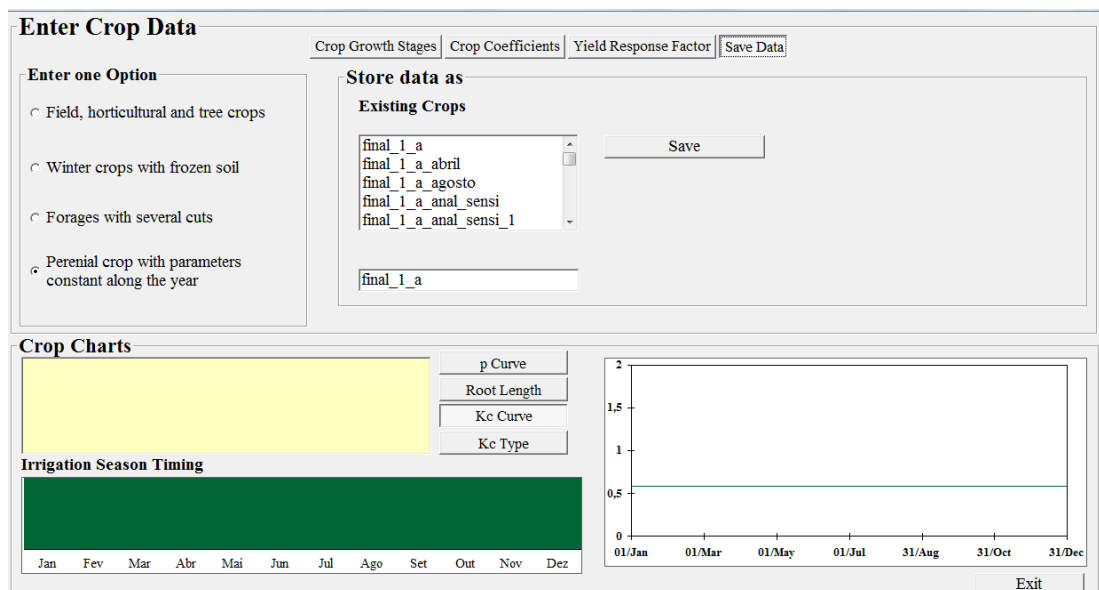 Enter Crop Data
Crop Growth Stages Crop Coefficients Yield Response Factor Save Data
Enter one Option
Field, horticultural and tree crops
Winter crops with frozen soil
Forages with several cuts
Perenial crop with parameters
constant along the year
Store data as
Existing Crops
final_1_a
final_1_a_abril
final_1_a_agosto
final_1_a_anal_sensi
final_1_a_anal_sensi_1
Save
final_1_a
Crop Charts
p Curve
Root Length
Kc Curve
Kc Type
Irrigation Season Timing
Jan Fev Mar Abr Mai Jun Jul Ago Set Out Nov Dez
2
1,5
1
0,5
0
01/Jan 01/Mar 01/May 01/Jul 31/Aug 31/Oct 31/Dec
Exit